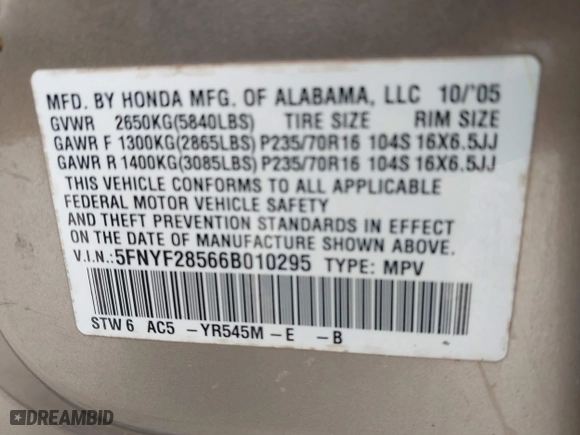 MFD. BY HONDA MFG. OF ALABAMA, LLC 10/'05
GVWR 2650KG(5840LBS) TIRE SIZE RIM SIZE
GAWR F 1300KG(2865LBS) P235/70R16 104S 16X6.5JJ
GAWR R 1400KG(3085LBS) P235/70R16 104S 16X6.5JJ
THIS VEHICLE CONFORMS TO ALL APPLICABLE
FEDERAL MOTOR VEHICLE SAFETY
AND THEFT PREVENTION STANDARDS IN EFFECT
ON THE DATE OF MANUFACTURE SHOWN ABOVE.
V.I.N.:5FNYF28566B010295 TYPE: MPV
STW6 AC5 -YR545M-E -B
DREAMBID